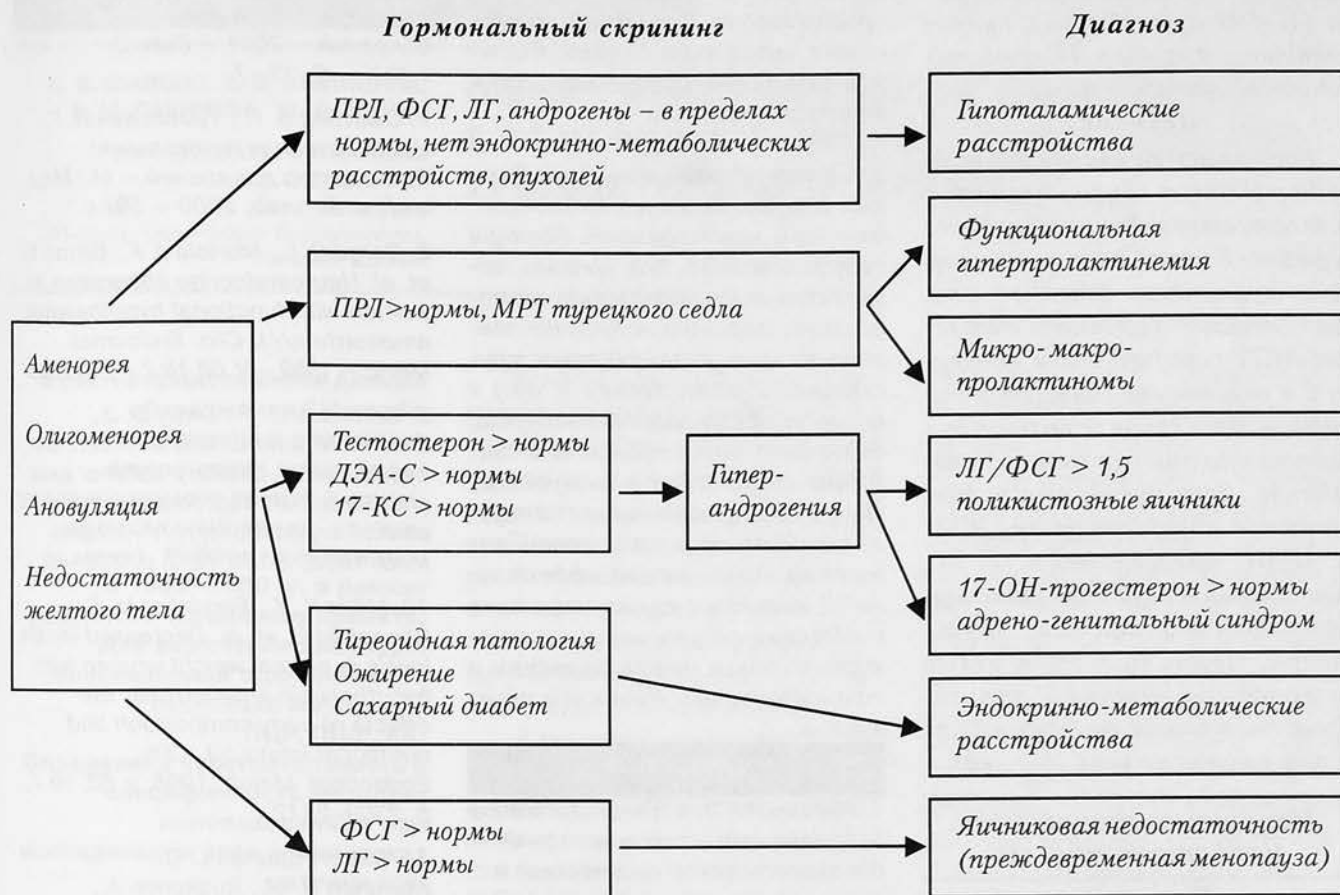 Гормональный скрининг
Диагноз
ПРЛ, ФСГ, ЛГ, андрогены – в пределах
нормы, нет эндокринно-метаболических
расстройств, опухолей
Гипоталамические
расстройства
ПРЛ>нормы, МРТ турецкого седла
Функциональная
гиперпролактинемия
Микро- макро-
пролактиномы
Аменорея
Олигоменорея
Ановуляция
Недостаточность
желтого тела
Тестостерон > нормы
ДЭА-С > нормы
17-КС > нормы
Гипер-
андрогения
ЛГ/ФСГ > 1,5
поликистозные яичники
17-ОН-прогестерон > нормы
адрено-генитальный синдром
Тиреоидная патология
Ожирение
Сахарный диабет
Эндокринно-метаболические
расстройства
ФСГ > нормы
ЛГ > нормы
Яичниковая недостаточность
(преждевременная менопауза)